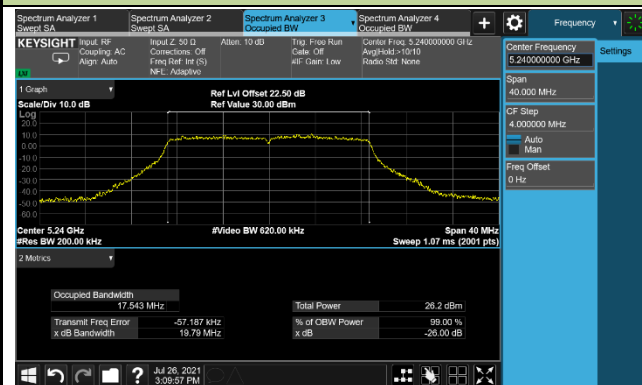 Spectrum Analyzer 1
Swept SA
Spectrum Analyzer 2
Swept SA
Spectrum Analyzer 3
Occupied BW
Spectrum Analyzer 4
Occupied BW
+
Frequency
KEYSIGHT
Input: RF
Coupling: AC
Align: Auto
Input Z: 50 Ω
Corrections: Off
Freq Ref: Int (S)
NFE: Adaptive
Atten: 10 dB
Trig: Free Run
Gate: Off
#IF Gain: Low
Center Freq: 5.240000000 GHz
Avg|Hold:>10/10
Radio Std: None
LXI
Center Frequency
5.240000000 GHz
Settings
Span
40.000 MHz
CF Step
4.000000 MHz
Auto
Man
Freq Offset
0 Hz
1 Graph
Scale/Div 10.0 dB
Ref Lvl Offset 22.50 dB
Ref Value 30.00 dBm
Log
20.0
10.0
0.00
-10.0
-20.0
-30.0
-40.0
-50.0
-60.0
Center 5.24 GHz
#Res BW 200.00 kHz
#Video BW 620.00 kHz
Span 40 MHz
Sweep 1.07 ms (2001 pts)
2 Metrics
Occupied Bandwidth
17.543 MHz
Transmit Freq Error -57.187 kHz
x dB Bandwidth 19.79 MHz
Total Power 26.2 dBm
% of OBW Power 99.00 %
x dB -26.00 dB
?
Jul 26, 2021
3:09:57 PM